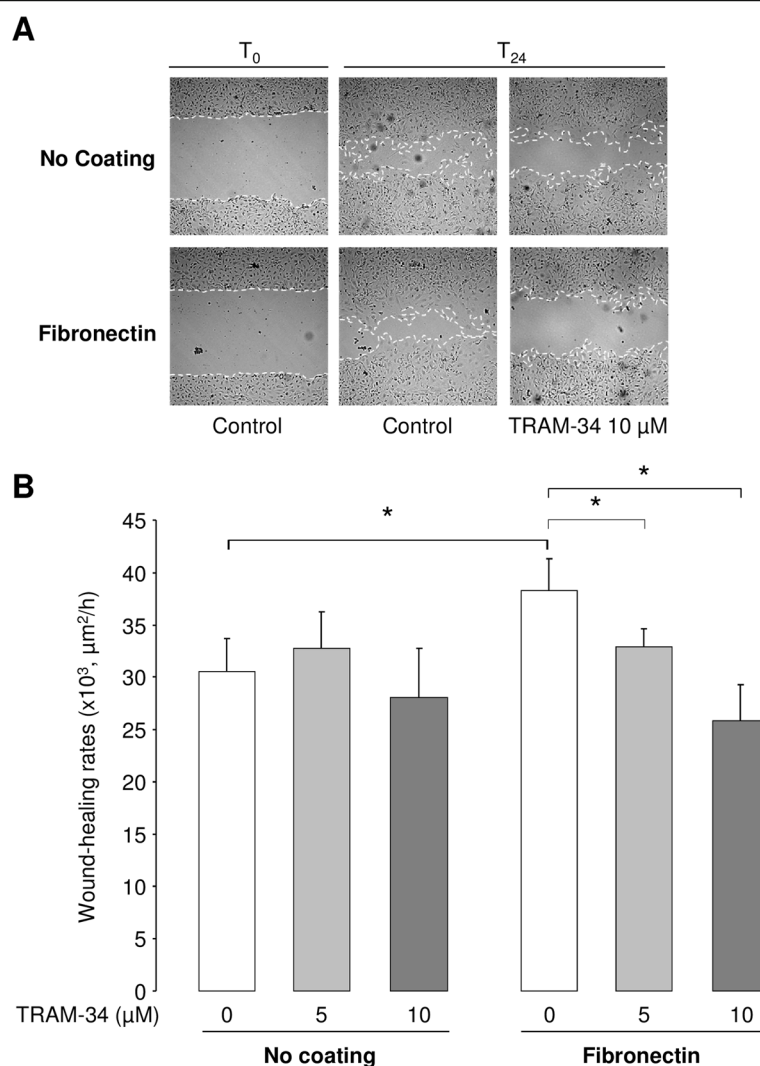 A
T0 T24
No Coating
Fibronectin
Control Control TRAM-34 10 µM
B
*
*
*
Wound-healing rates (x10³, µm²/h)
45
40
35
30
25
20
15
10
5
0
TRAM-34 (µM) 0 5 10 0 5 10
No coating Fibronectin